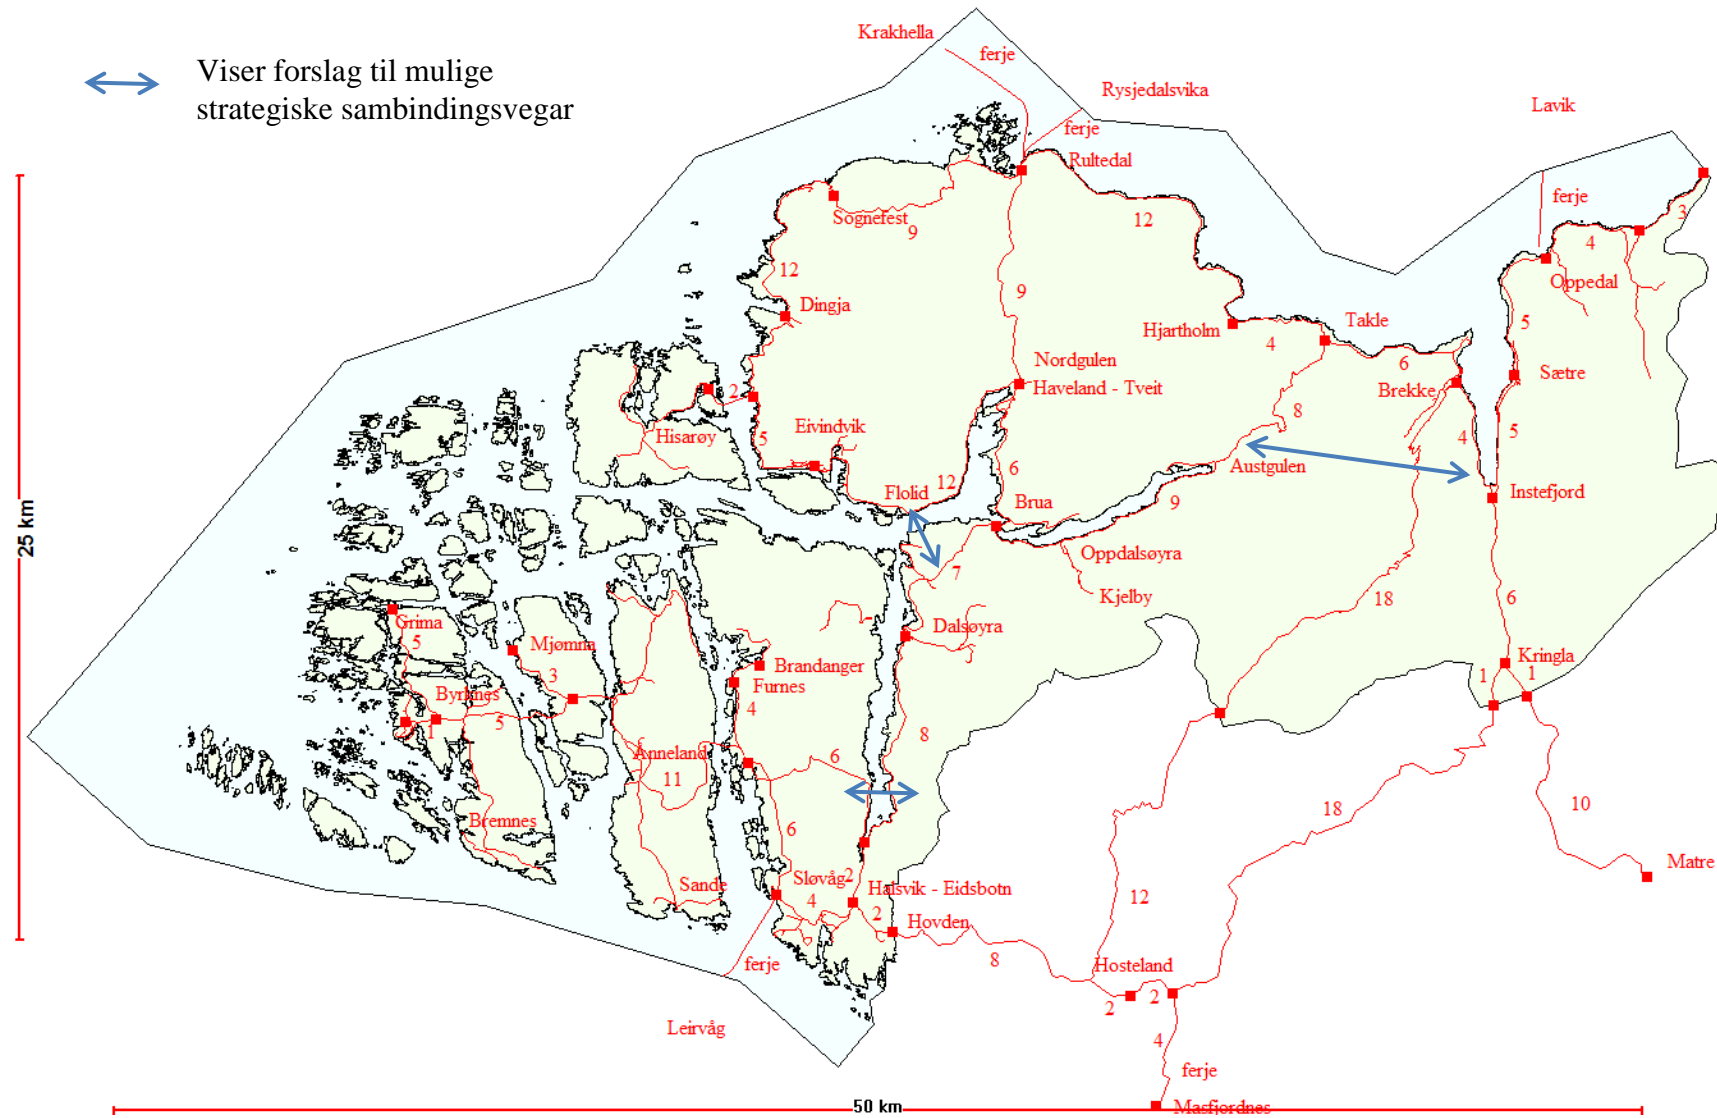 Krakhella
ferje
Viser forslag til mulige
strategiske sambindingsvegar
Rysjedalsvika
Lavik
ferje
Rultedal
ferje
Sognefest
9
12
3
4
12
Dingja
9
Oppedal
Hjartholm
Takle
4
5
6
Nordgulen
Haveland - Tveit
Sætre
Brekke
2
8
Hisarøy
5
Eivindvik
4
5
6
Austgulen
12
Flolid
Brua
9
Instefjord
25 km
Oppdalsøyra
7
Kjelby
18
6
Grima
5
Mjømna
Dalsøyra
Brandanger
Kringla
3
Furnes
1
1
Byrknes
4
2
1
5
Ånneland
6
8
11
10
18
Bremnes
6
Matre
2
Sande
Sløvåg
Halsvik - Eidsbotn
4
2
12
Hovden
ferje
8
Hosteland
2
2
Leirvåg
4
ferje
50 km
Masfjordnes